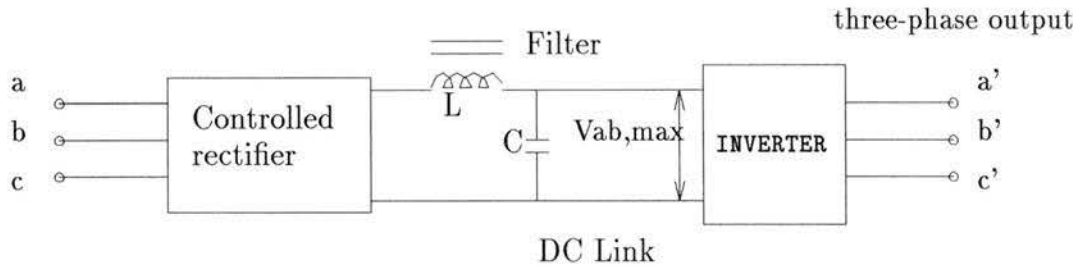 three-phase output
Filter
a
b
c
Controlled
rectifier
L
C
Vab,max
INVERTER
a'
b'
c'
DC Link